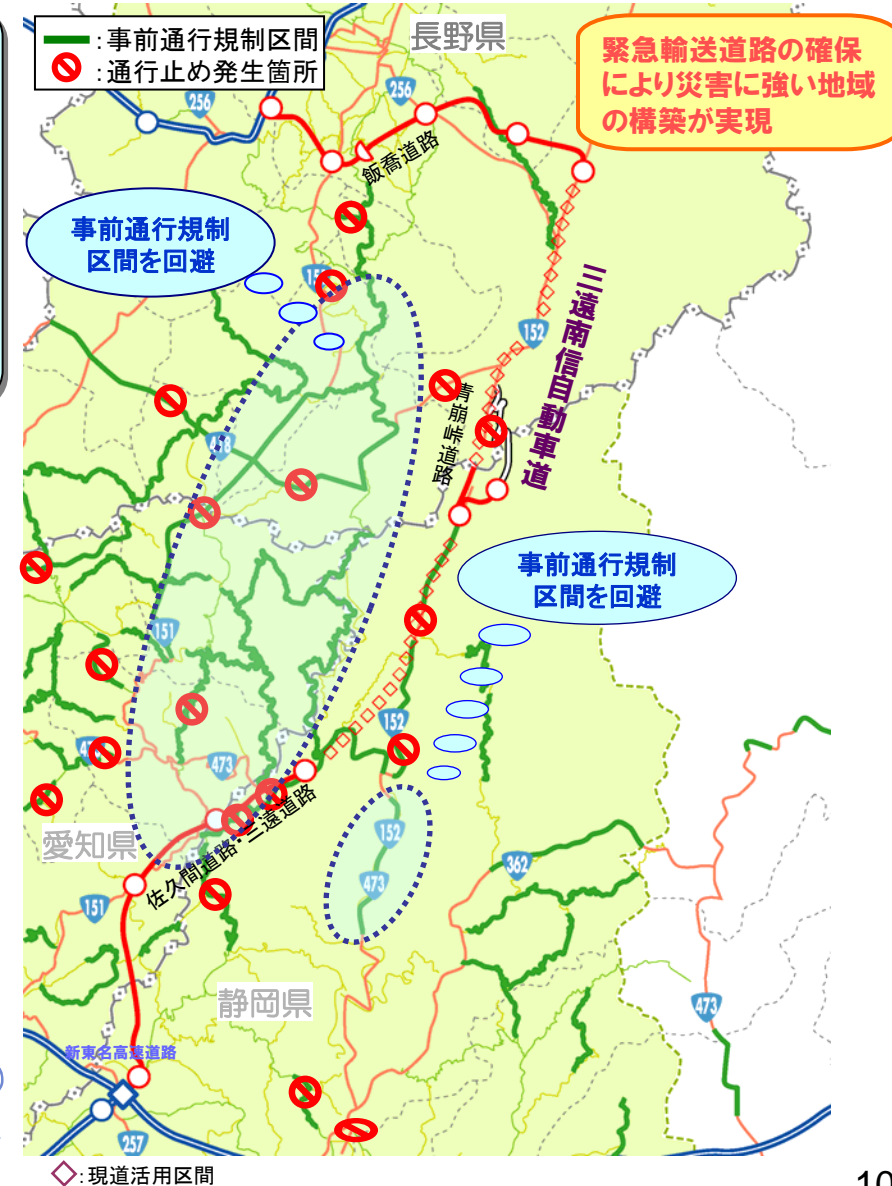 ：事前通行規制区間
：通行止め発生箇所
長野県
緊急輸送道路の確保
により災害に強い地域
の構築が実現
256
256
飯喬道路
事前通行規制
区間を回避
152
三遠南信自動車道
青崩峠道路
事前通行規制
区間を回避
151
152
473
152
473
362
愛知県
佐久間道路・三遠道路
151
静岡県
473
新東名高速道路
257
◇：現道活用区間
10